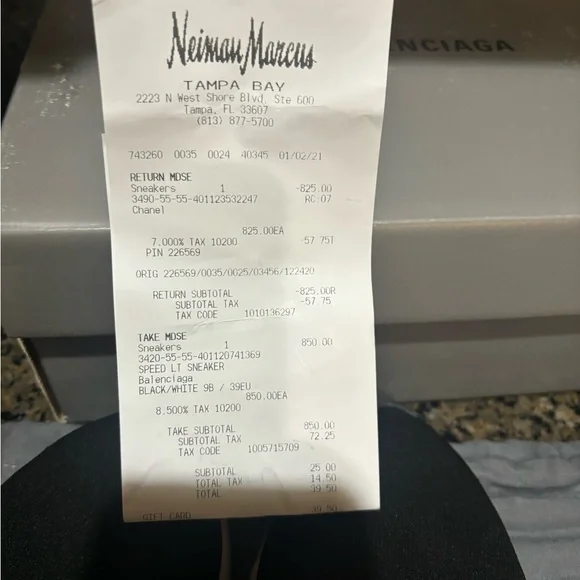 Neiman Marcus
TAMPA BAY
2223 N West Shore Blvd, Ste 600
Tampa, FL 33607
(813) 877-5700
743260 0035 0024 40345 01/02/21
RETURN MDSE
Sneakers 1 -825.00
3490-55-55-401123532247 RC:07
Chanel
825.00EA
7.000% TAX 10200 -57.75T
PIN 226569
ORIG 226569/0035/0025/03456/122420
RETURN SUBTOTAL -825.00R
SUBTOTAL TAX -57.75
TAX CODE 1010136297
TAKE MDSE
Sneakers 1 850.00
3420-55-55-401120741369
SPEED LT SNEAKER
Balenciaga
BLACK/WHITE 9B / 39EU
850.00EA
8.500% TAX 10200
TAKE SUBTOTAL 850.00
SUBTOTAL TAX 72.25
TAX CODE 1005715709
SUBTOTAL 25.00
TOTAL TAX 14.50
TOTAL 39.50
GIFT CARD 39.50
ENCIAGA